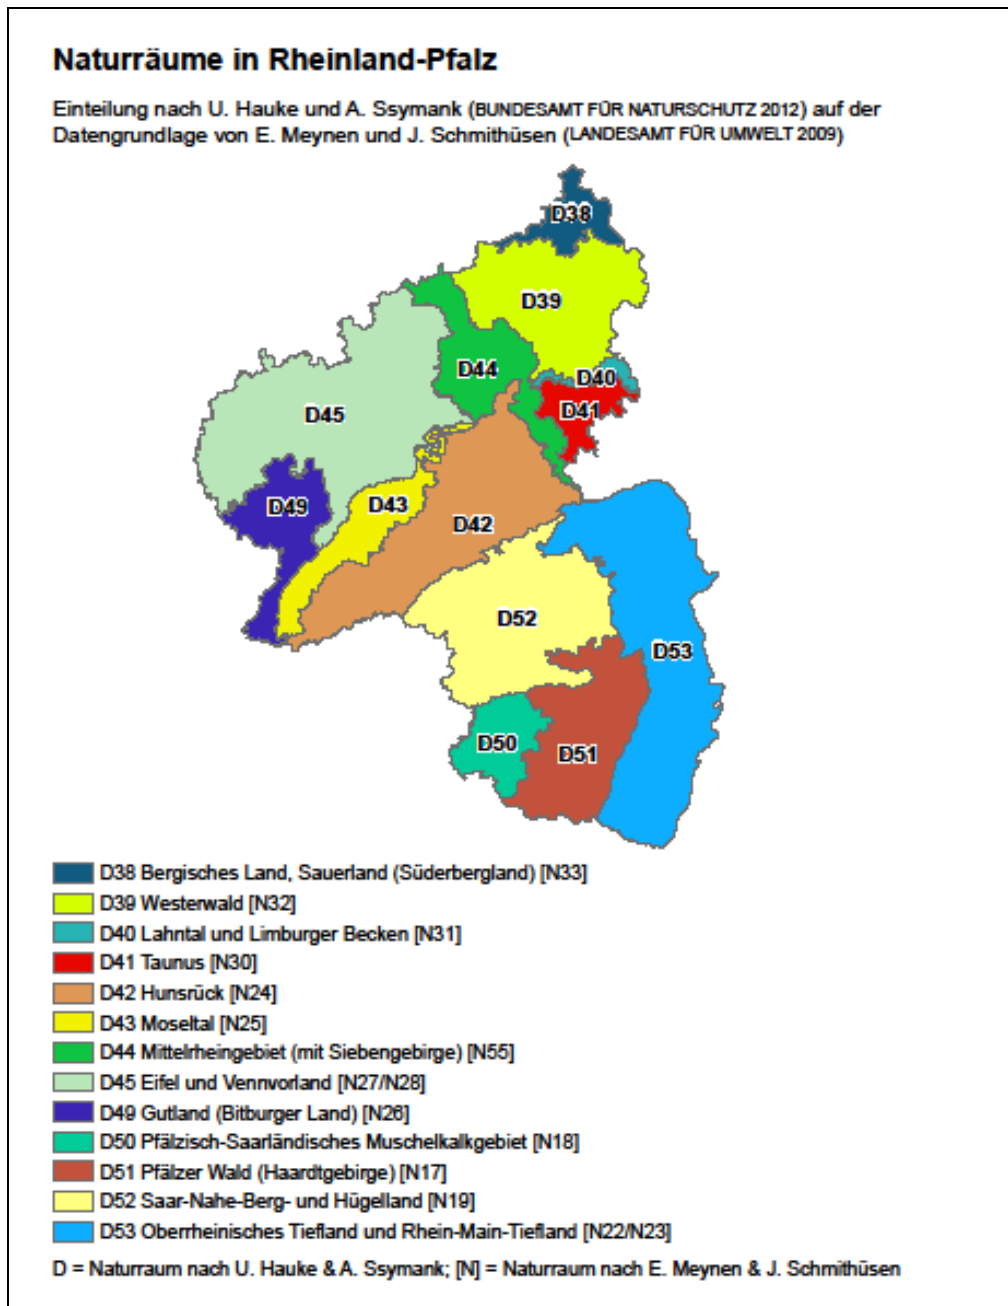 Naturräume in Rheinland-Pfalz
Einteilung nach U. Hauke und A. Ssymank (BUNDESAMT FÜR NATURSCHUTZ 2012) auf der
Datengrundlage von E. Meynen und J. Schmithüsen (LANDESAMT FÜR UMWELT 2009)
D38
D39
D44
D40
D41
D45
D43
D49
D42
D52
D53
D50
D51
D38 Bergisches Land, Sauerland (Süderbergland) [N33]
D39 Westerwald [N32]
D40 Lahntal und Limburger Becken [N31]
D41 Taunus [N30]
D42 Hunsrück [N24]
D43 Moseltal [N25]
D44 Mittelrheingebiet (mit Siebengebirge) [N55]
D45 Eifel und Vennvorland [N27/N28]
D49 Gutland (Bitburger Land) [N26]
D50 Pfälzisch-Saarländisches Muschelkalkgebiet [N18]
D51 Pfälzer Wald (Haardtgebirge) [N17]
D52 Saar-Nahe-Berg- und Hügelland [N19]
D53 Oberrheinisches Tiefland und Rhein-Main-Tiefland [N22/N23]
D = Naturraum nach U. Hauke & A. Ssymank; [N] = Naturraum nach E. Meynen & J. Schmithüsen